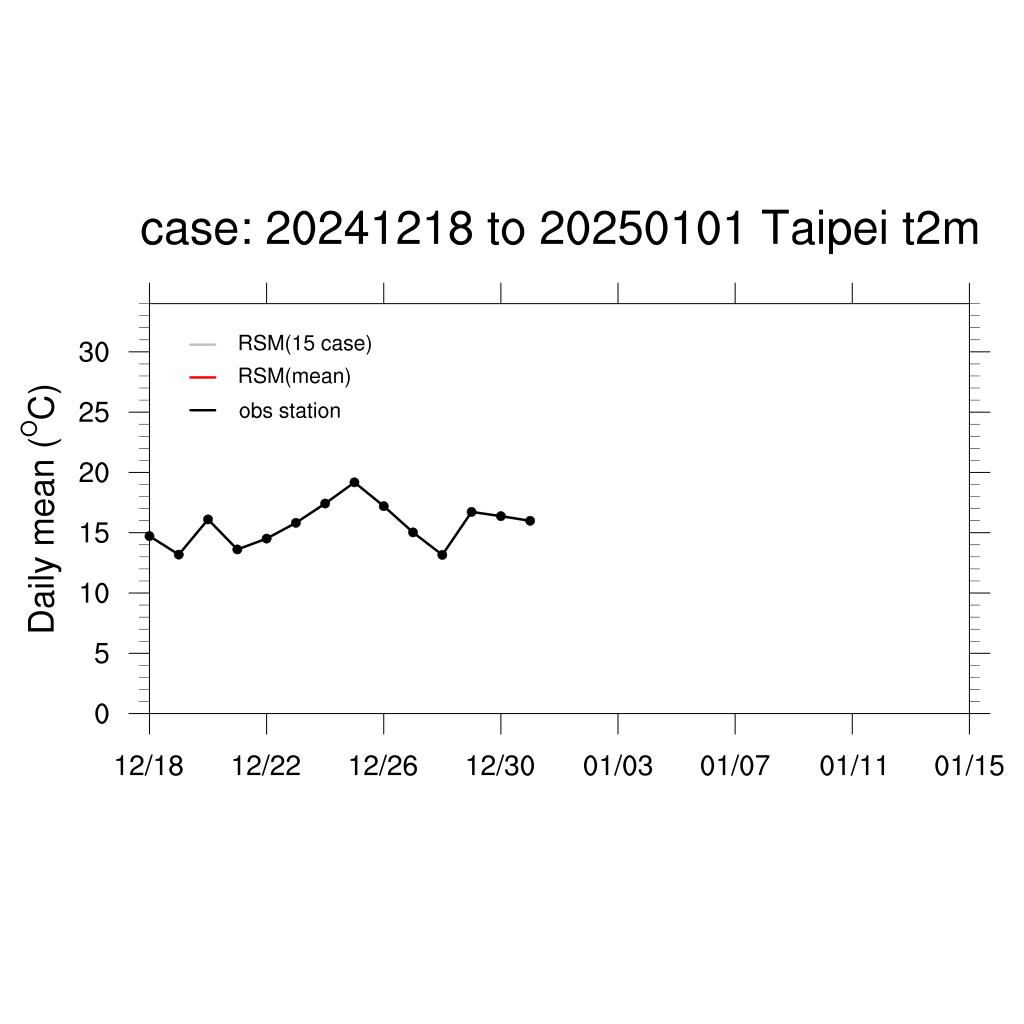 case: 20241218 to 20250101 Taipei t2m
RSM(15 case)
RSM(mean)
obs station
Daily mean (°C)
30
25
20
15
10
5
0
12/18 12/22 12/26 12/30 01/03 01/07 01/11 01/15